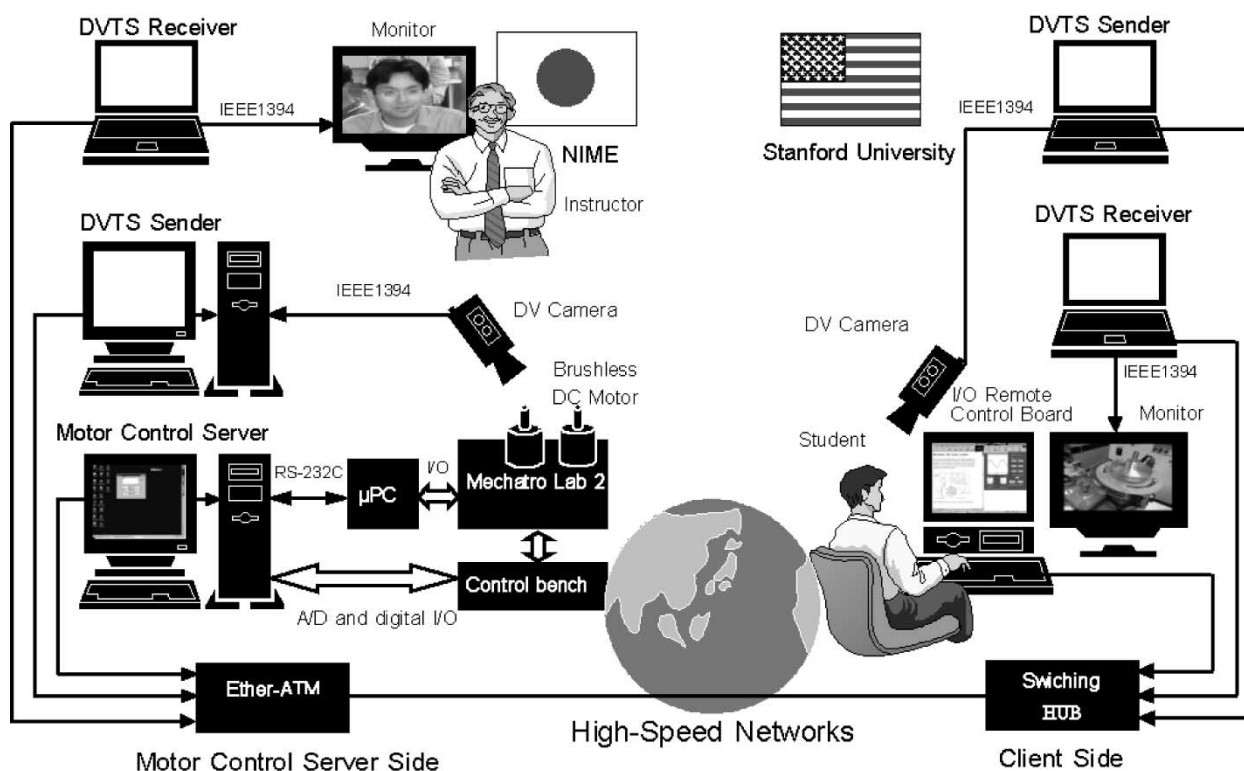 DVTS Receiver
Monitor
IEEE1394
NIME
Instructor
Stanford University
DVTS Sender
IEEE1394
DVTS Sender
IEEE1394
DV Camera
DVTS Receiver
DV Camera
IEEE1394
Brushless
DC Motor
I/O Remote
Control Board
Monitor
Student
Motor Control Server
RS-232C
µPC
I/O
Mechatro Lab 2
Control bench
A/D and digital I/O
Ether-ATM
High-Speed Networks
Swiching
HUB
Motor Control Server Side
Client Side